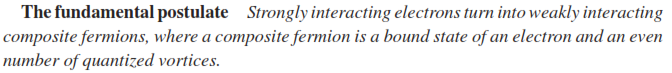 The fundamental postulate Strongly interacting electrons turn into weakly interacting
composite fermions, where a composite fermion is a bound state of an electron and an even
number of quantized vortices.